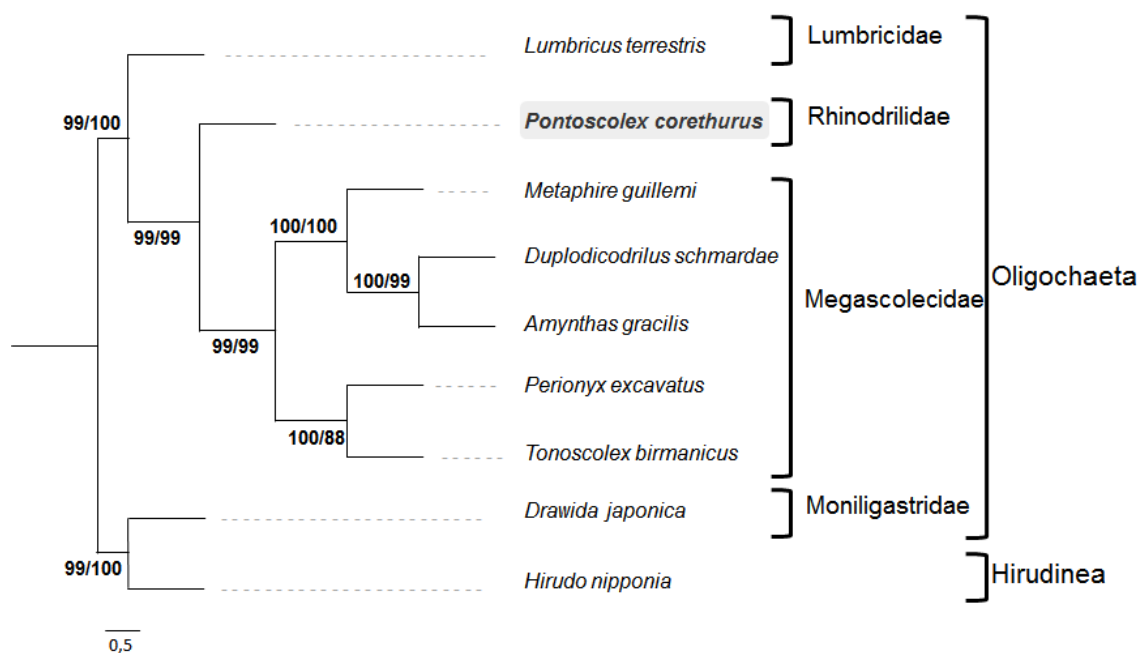 Lumbricus terrestris
Lumbricidae
99/100
Pontoscolex corethurus
Rhinodrilidae
Metaphire guillemi
100/100
99/99
Duplodicodrilus schmardae
100/99
Megascolecidae
Oligochaeta
Amynthas gracilis
99/99
Perionyx excavatus
100/88
Tonoscolex birmanicus
Drawida japonica
Moniligastridae
99/100
Hirudo nipponia
Hirudinea
0,5